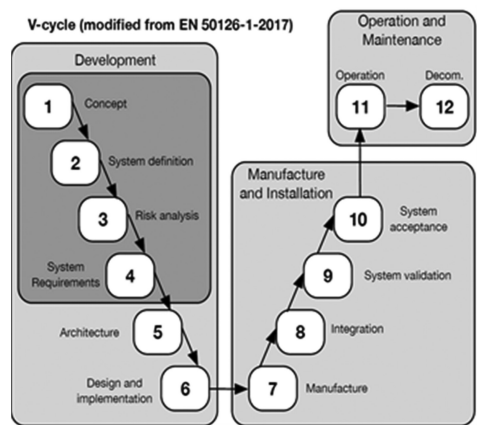 V-cycle (modified from EN 50126-1-2017)
Development
1
Concept
2
System definition
3
Risk analysis
System
Requirements
4
Architecture
5
Design and
implementation
6
Manufacture
and Installation
7
Manufacture
8
Integration
9
System validation
10
System
acceptance
Operation and
Maintenance
Operation
11
Decom.
12